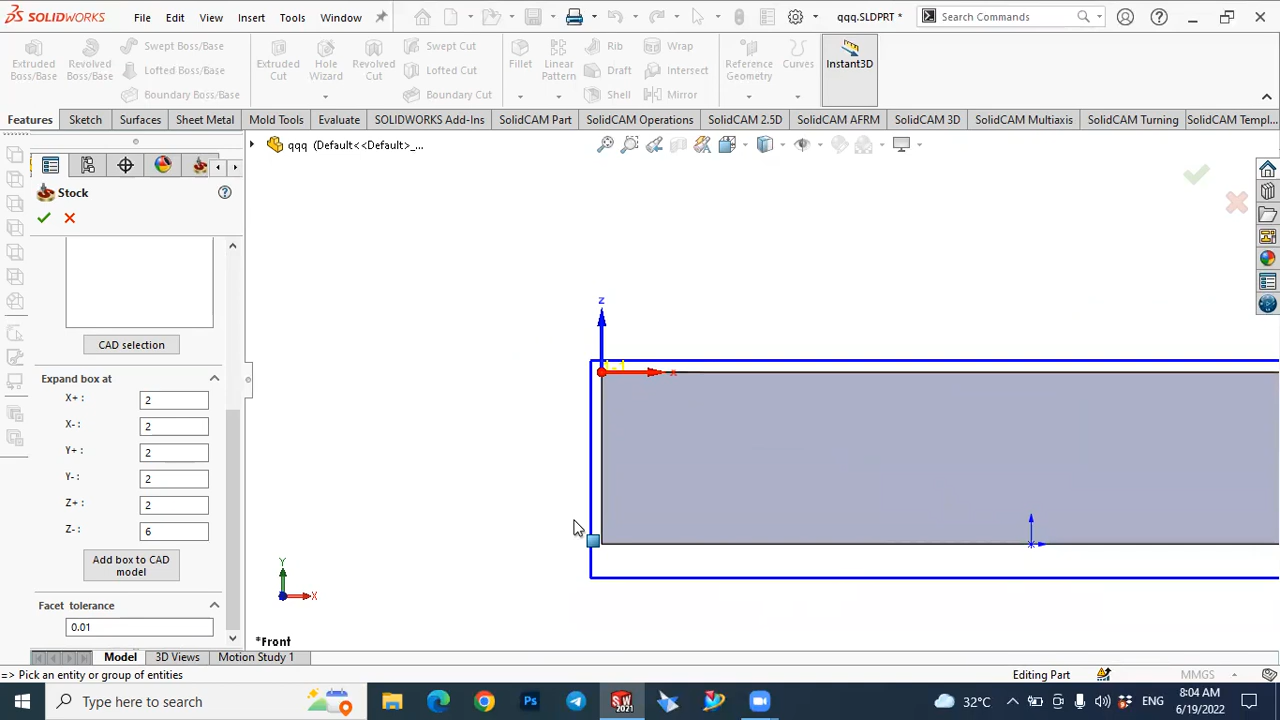 SOLIDWORKS File Edit View Insert Tools Window qqq.SLDPRT * Search Commands
Extruded Boss/Base
Revolved Boss/Base
Swept Boss/Base
Lofted Boss/Base
Boundary Boss/Base
Extruded Cut
Hole Wizard
Revolved Cut
Swept Cut
Lofted Cut
Boundary Cut
Fillet
Linear Pattern
Rib
Draft
Shell
Wrap
Intersect
Mirror
Reference Geometry
Curves
Instant3D
Features Sketch Surfaces Sheet Metal Mold Tools Evaluate SOLIDWORKS Add-Ins SolidCAM Part SolidCAM Operations SolidCAM 2.5D SolidCAM AFRM SolidCAM 3D SolidCAM Multiaxis SolidCAM Turning SolidCAM Templ...
qqq (Default<<Default>_...
Stock
CAD selection
Expand box at
X+ : 2
X- : 2
Y+ : 2
Y- : 2
Z+ : 2
Z- : 6
Add box to CAD
model
Facet tolerance
0.01
z
x
Y
X
*Front
Model 3D Views Motion Study 1
=> Pick an entity or group of entities Editing Part MMGS
Type here to search
Ps
SW
2021
32°C
ENG
8:04 AM
6/19/2022